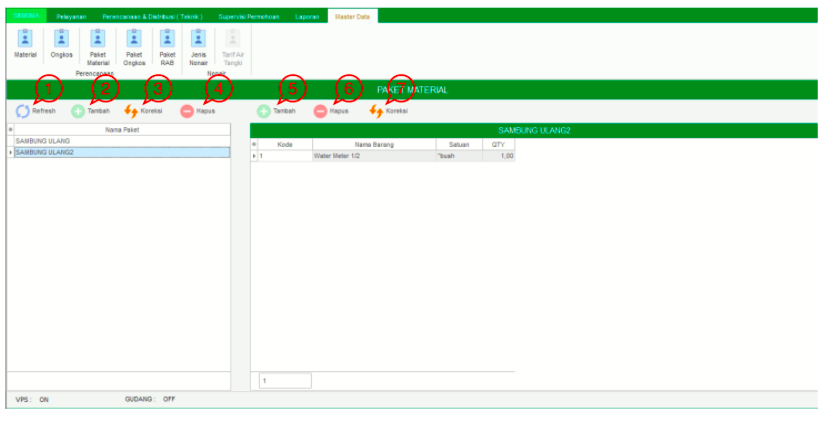 Pelayanan Perencanaan & Distribusi ( Teknik ) Supervisi Permohonan Laporan Master Data
Material Ongkos Paket Material Paket Ongkos Paket RAB Jenis Nonair Tarif Air Tangki
Perencanaan Nonair
PAKET MATERIAL
1 2 3 4 5 6 7
Refresh Tambah Koreksi Hapus Tambah Hapus Koreksi
Nama Paket
SAMBUNG ULANG
SAMBUNG ULANG2
SAMBUNG ULANG2
Kode Nama Barang Satuan QTY
1 Water Meter 1/2 "buah 1,00
1
VPS : ON GUDANG : OFF